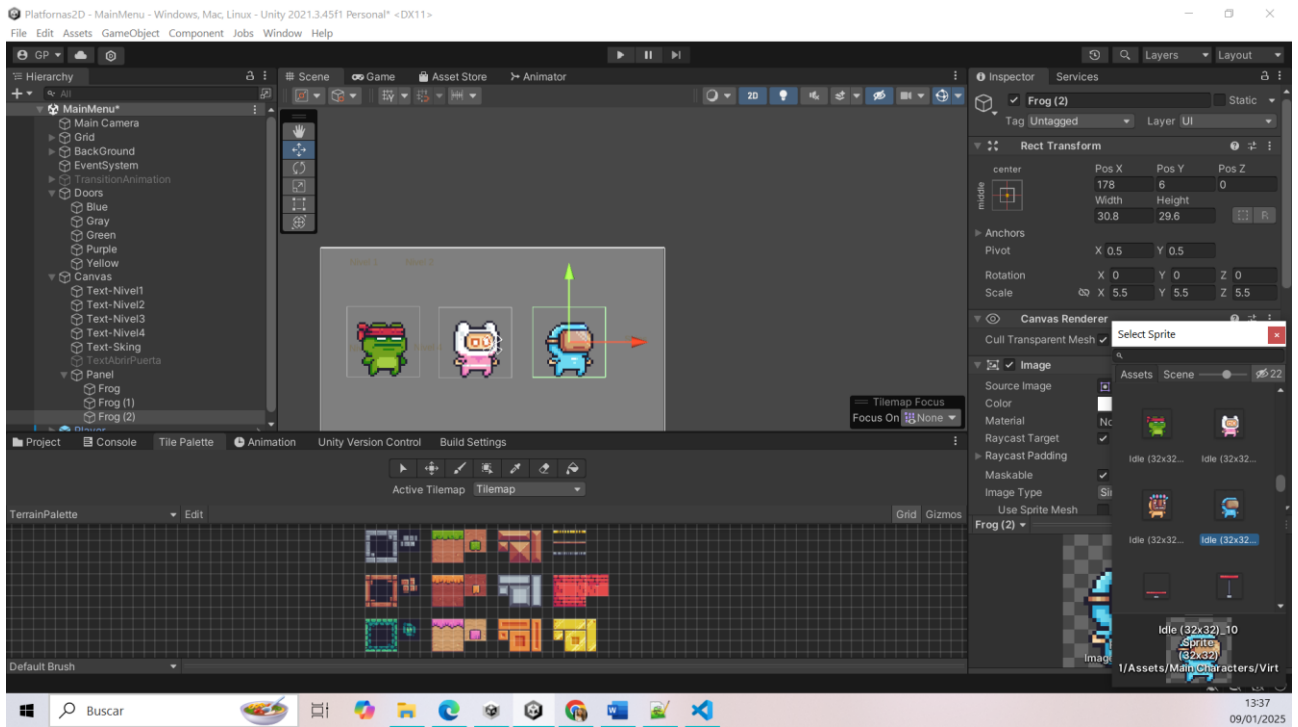 Platfornas2D - MainMenu - Windows, Mac, Linux - Unity 2021.3.45f1 Personal* <DX11>
File Edit Assets GameObject Component Jobs Window Help
GP Layers Layout
Hierarchy Scene Game Asset Store Animator Inspector Services
All 2D Frog (2) Static
MainMenu* Tag Untagged Layer UI
Main Camera
Grid Rect Transform
BackGround
EventSystem center Pos X Pos Y Pos Z
TransitionAnimation 178 6 0
Doors middle Width Height
Blue 30.8 29.6 R
Gray
Green Anchors
Purple Pivot X 0.5 Y 0.5
Yellow Nivel 1 Nivel 2
Canvas Rotation X 0 Y 0 Z 0
Text-Nivel1 Scale X 5.5 Y 5.5 Z 5.5
Text-Nivel2
Text-Nivel3 Canvas Renderer
Text-Nivel4 Cull Transparent Mesh Select Sprite
Text-Sking
TextAbrirPuerta Image Assets Scene 22
Panel Source Image
Frog Color
Frog (1) Tilemap Focus Material
Frog (2) Focus On None Raycast Target
Player
Project Console Tile Palette Animation Unity Version Control Build Settings Raycast Padding Idle (32x32... Idle (32x32...
Maskable
Active Tilemap Tilemap Image Type
TerrainPalette Edit Grid Gizmos Use Sprite Mesh
Frog (2) Idle (32x32... Idle (32x32...
Idle (32x32)_10
Sprite
(32x32)
Default Brush Imag 1/Assets/Main Characters/Virt
Buscar 13:37
09/01/2025